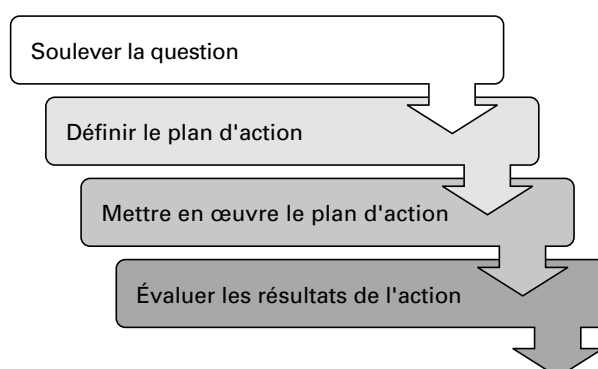 Soulever la question
Définir le plan d'action
Mettre en œuvre le plan d'action
Évaluer les résultats de l'action